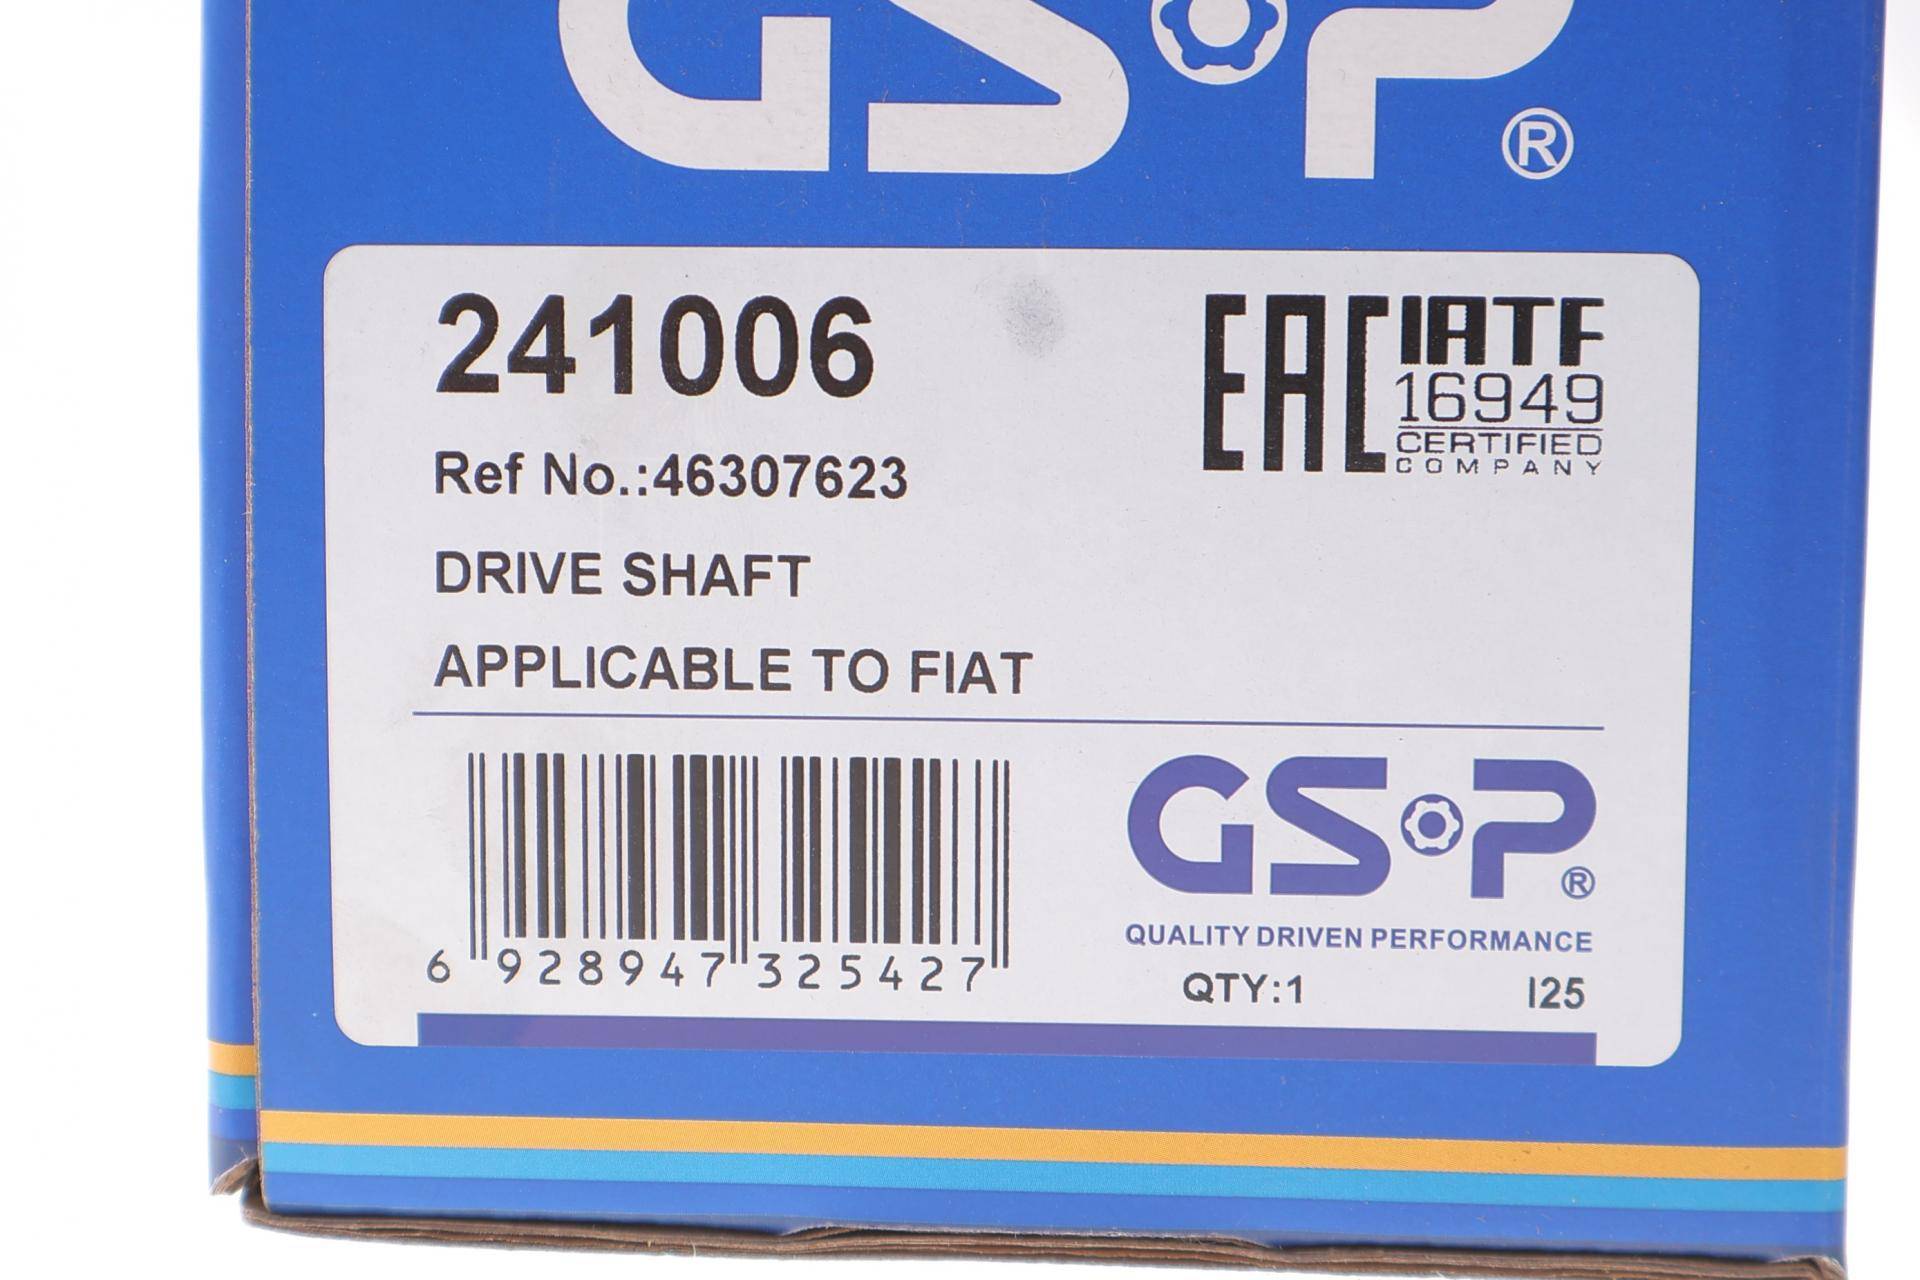 GSP
®
241006
EAC
IATF
16949
CERTIFIED
COMPANY
Ref No.:46307623
DRIVE SHAFT
APPLICABLE TO FIAT
6 928947 325427
GSP
®
QUALITY DRIVEN PERFORMANCE
QTY:1
I25